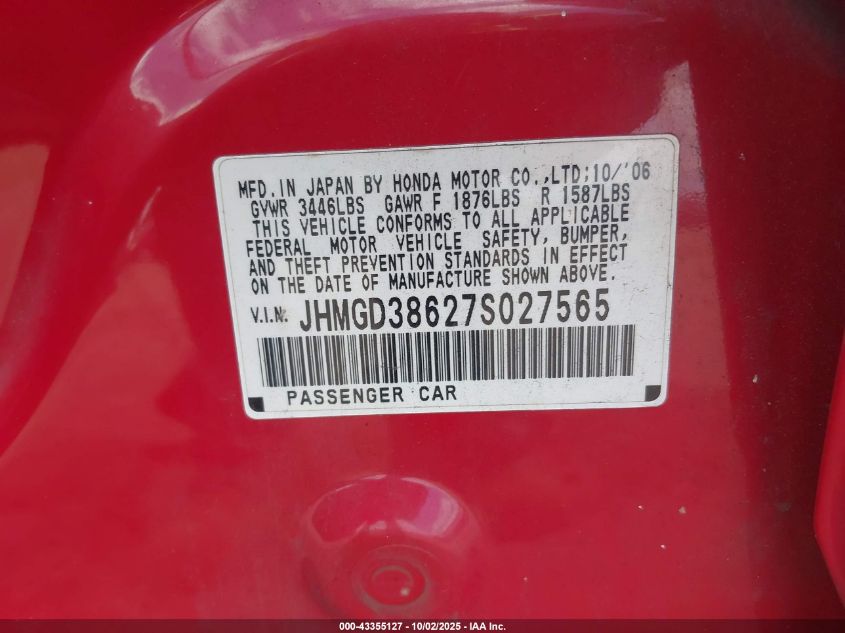 MFD.IN JAPAN BY HONDA MOTOR CO.,LTD;10/'06
GVWR 3446LBS GAWR F 1876LBS R 1587LBS
THIS VEHICLE CONFORMS TO ALL APPLICABLE
FEDERAL MOTOR VEHICLE SAFETY, BUMPER,
AND THEFT PREVENTION STANDARDS IN EFFECT
ON THE DATE OF MANUFACTURE SHOWN ABOVE.
V.I.N. JHMGD38627S027565
PASSENGER CAR
000-43355127 - 10/02/2025 - IAA Inc.